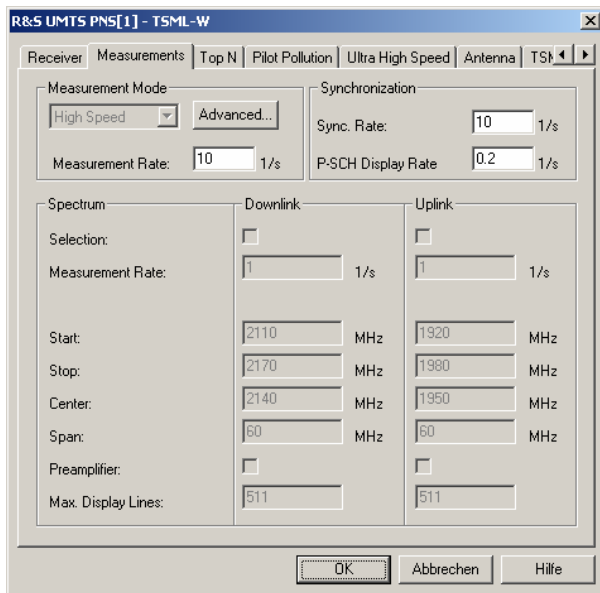 R&S UMTS PNS[1] - TSML-W
Receiver Measurements Top N Pilot Pollution Ultra High Speed Antenna
Measurement Mode
High Speed Advanced...
Measurement Rate: 10 1/s
Synchronization
Sync. Rate: 10 1/s
P-SCH Display Rate 0.2 1/s
Spectrum Downlink Uplink
Selection:
Measurement Rate: 1 1/s 1 1/s
Start: 2110 MHz 1920 MHz
Stop: 2170 MHz 1980 MHz
Center: 2140 MHz 1950 MHz
Span: 60 MHz 60 MHz
Preamplifier:
Max. Display Lines: 511 511
OK Abbrechen Hilfe